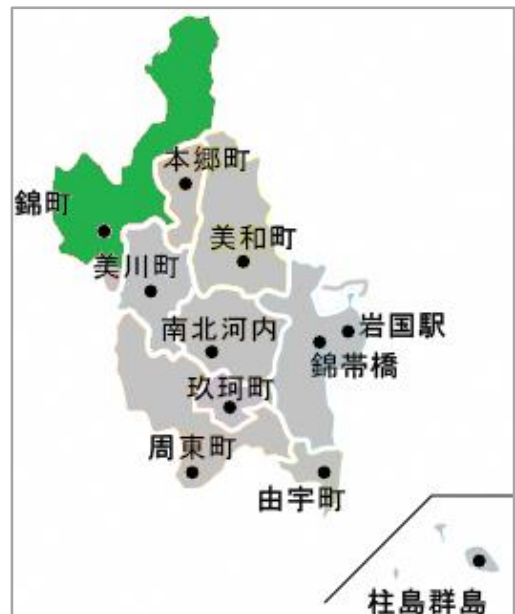 本郷町
錦町
美和町
美川町
南北河内
岩国駅
錦帯橋
玖珂町
周東町
由宇町
柱島群島